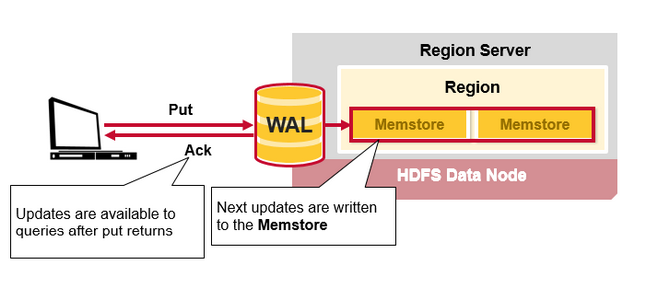 Region Server
Region
Put
WAL
Memstore
Memstore
Ack
HDFS Data Node
Updates are available to
queries after put returns
Next updates are written
to the Memstore